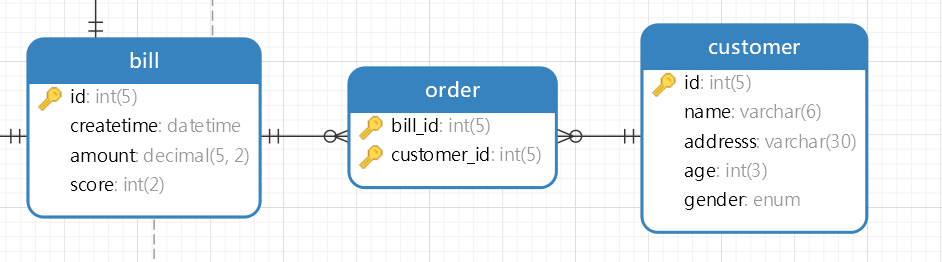 bill
id: int(5)
createtime: datetime
amount: decimal(5, 2)
score: int(2)
order
bill_id: int(5)
customer_id: int(5)
customer
id: int(5)
name: varchar(6)
addresss: varchar(30)
age: int(3)
gender: enum